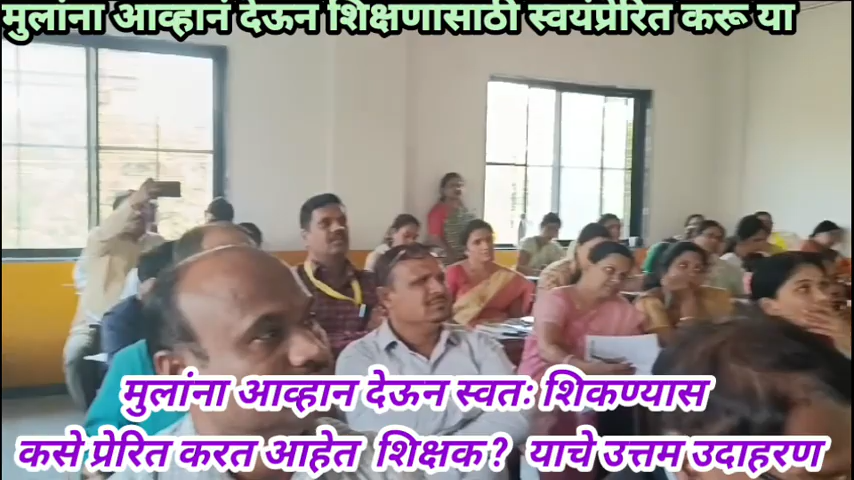 मुलांना आव्हानं देऊन शिक्षणासाठी स्वयंप्रेरित करू या
मुलांना आव्हान देऊन स्वतः शिकण्यास
कसे प्रेरित करत आहेत शिक्षक? याचे उत्तम उदाहरण